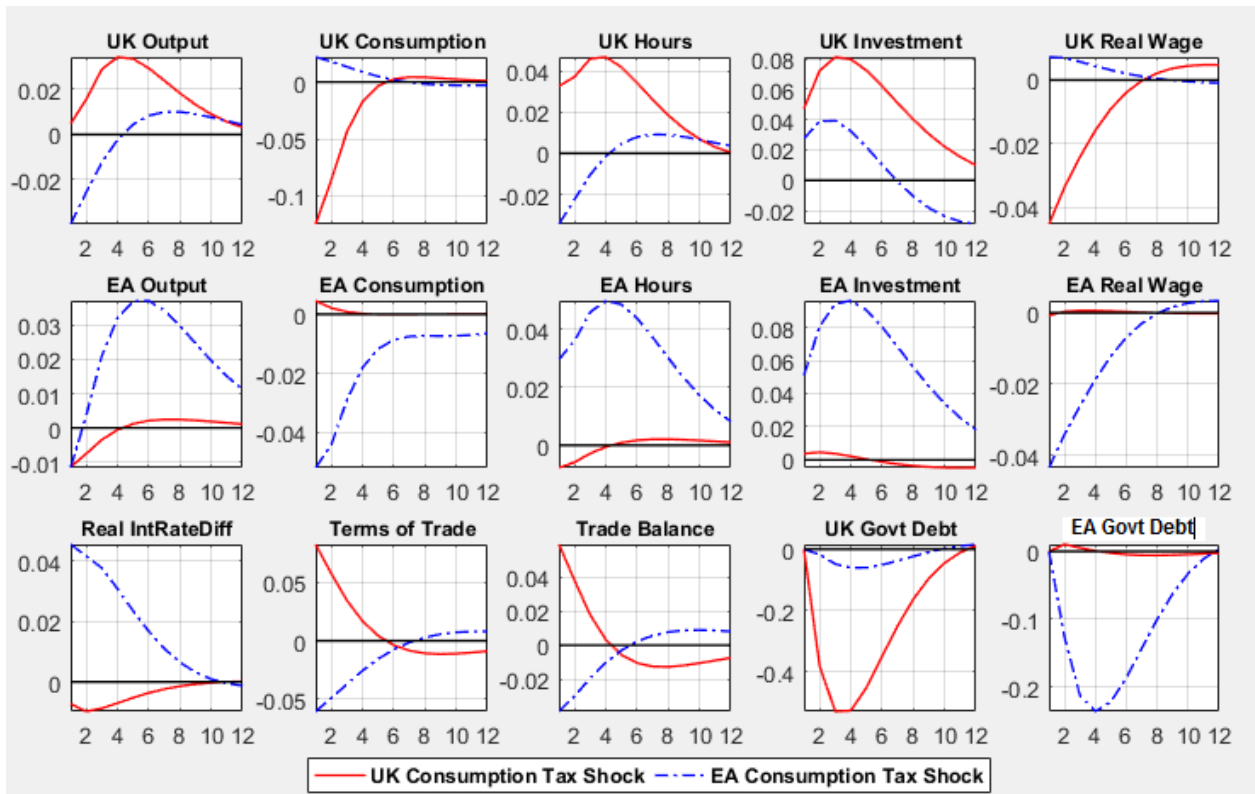 UK Output UK Consumption UK Hours UK Investment UK Real Wage
0.02
0
-0.02
2 4 6 8 10 12
0
-0.05
-0.1
2 4 6 8 10 12
0.04
0.02
0
-0.02
2 4 6 8 10 12
0.08
0.06
0.04
0.02
0
-0.02
2 4 6 8 10 12
0
-0.02
-0.04
2 4 6 8 10 12
EA Output EA Consumption EA Hours EA Investment EA Real Wage
0.03
0.02
0.01
0
-0.01
2 4 6 8 10 12
0
-0.02
-0.04
2 4 6 8 10 12
0.04
0.02
0
2 4 6 8 10 12
0.08
0.06
0.04
0.02
0
2 4 6 8 10 12
0
-0.02
-0.04
2 4 6 8 10 12
Real IntRateDiff Terms of Trade Trade Balance UK Govt Debt EA Govt Debt
0.04
0.02
0
2 4 6 8 10 12
0.05
0
-0.05
2 4 6 8 10 12
0.04
0.02
0
-0.02
2 4 6 8 10 12
0
-0.2
-0.4
2 4 6 8 10 12
0
-0.1
-0.2
2 4 6 8 10 12
UK Consumption Tax Shock EA Consumption Tax Shock